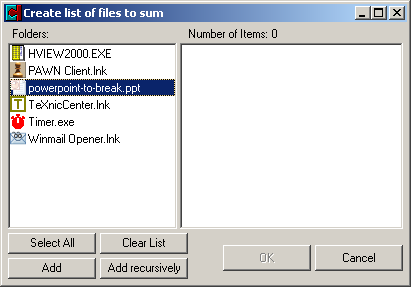 Create list of files to sum
Folders:
Number of Items: 0
HVIEW2000.EXE
PAWN Client.lnk
powerpoint-to-break.ppt
TeXnicCenter.lnk
Timer.exe
Winmail Opener.lnk
Select All
Clear List
Add
Add recursively
OK
Cancel